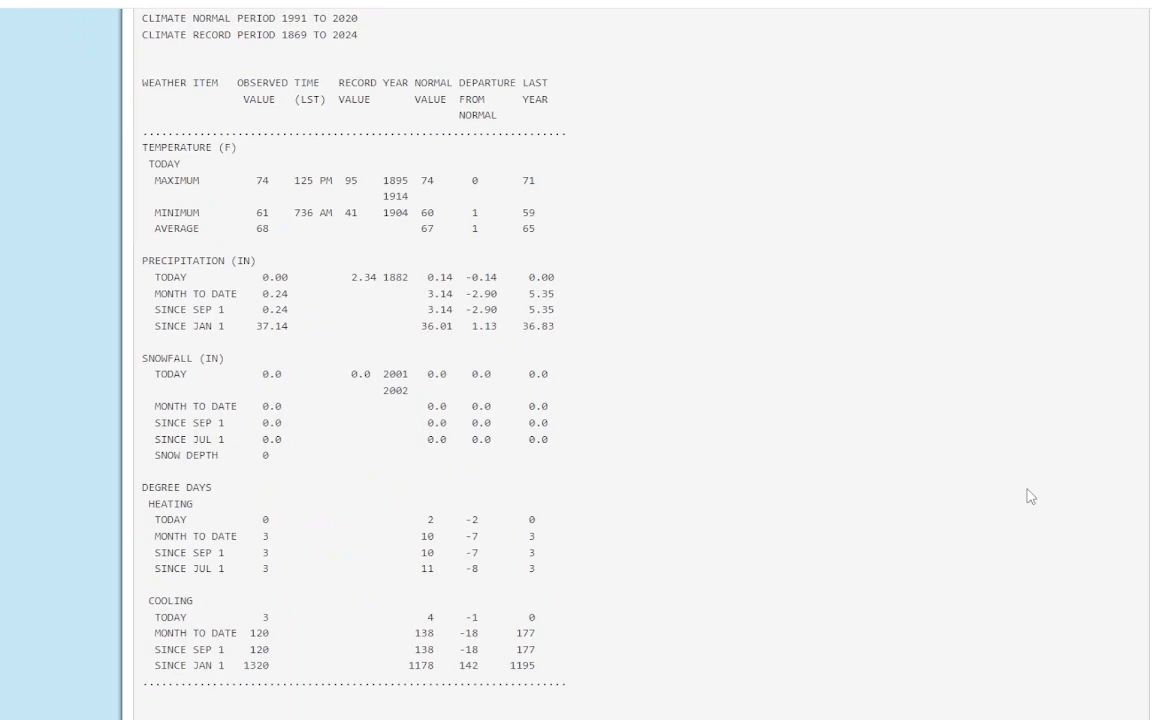 CLIMATE NORMAL PERIOD 1991 TO 2020
CLIMATE RECORD PERIOD 1869 TO 2024
WEATHER ITEM OBSERVED TIME RECORD YEAR NORMAL DEPARTURE LAST
VALUE (LST) VALUE VALUE FROM YEAR
NORMAL
..................................................................
TEMPERATURE (F)
TODAY
MAXIMUM 74 125 PM 95 1895 74 0 71
1914
MINIMUM 61 736 AM 41 1904 60 1 59
AVERAGE 68 67 1 65
PRECIPITATION (IN)
TODAY 0.00 2.34 1882 0.14 -0.14 0.00
MONTH TO DATE 0.24 3.14 -2.90 5.35
SINCE SEP 1 0.24 3.14 -2.90 5.35
SINCE JAN 1 37.14 36.01 1.13 36.83
SNOWFALL (IN)
TODAY 0.0 0.0 2001 0.0 0.0 0.0
2002
MONTH TO DATE 0.0 0.0 0.0 0.0
SINCE SEP 1 0.0 0.0 0.0 0.0
SINCE JUL 1 0.0 0.0 0.0 0.0
SNOW DEPTH 0
DEGREE DAYS
HEATING
TODAY 0 2 -2 0
MONTH TO DATE 3 10 -7 3
SINCE SEP 1 3 10 -7 3
SINCE JUL 1 3 11 -8 3
COOLING
TODAY 3 4 -1 0
MONTH TO DATE 120 138 -18 177
SINCE SEP 1 120 138 -18 177
SINCE JAN 1 1320 1178 142 1195
..................................................................